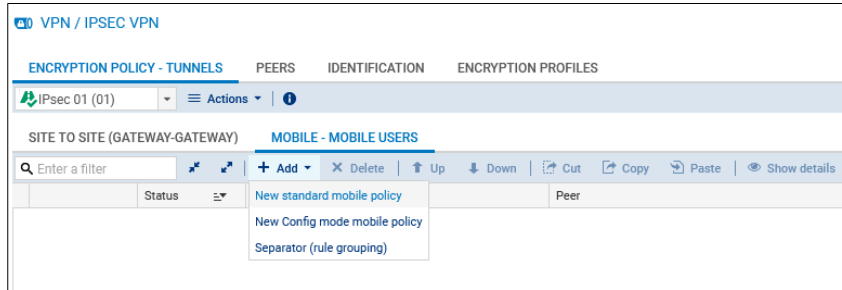 VPN / IPSEC VPN
ENCRYPTION POLICY - TUNNELS PEERS IDENTIFICATION ENCRYPTION PROFILES
IPsec 01 (01) Actions
SITE TO SITE (GATEWAY-GATEWAY) MOBILE - MOBILE USERS
Enter a filter + Add Delete Up Down Cut Copy Paste Show details
Status New standard mobile policy Peer
New Config mode mobile policy
Separator (rule grouping)